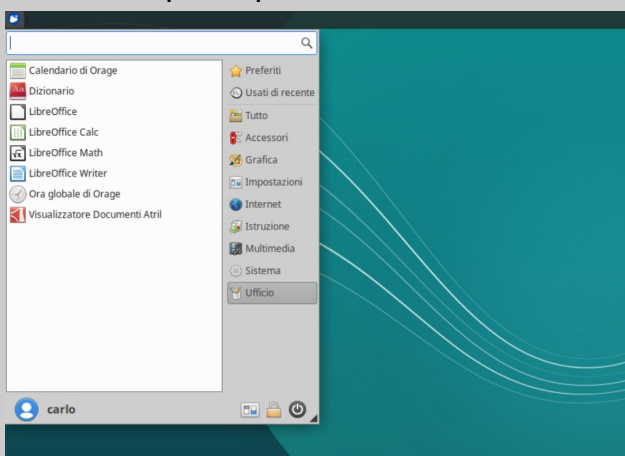 Calendario di Orage
Dizionario
LibreOffice
LibreOffice Calc
LibreOffice Math
LibreOffice Writer
Ora globale di Orage
Visualizzatore Documenti Atril
Preferiti
Usati di recente
Tutto
Accessori
Grafica
Impostazioni
Internet
Istruzione
Multimedia
Sistema
Ufficio
carlo